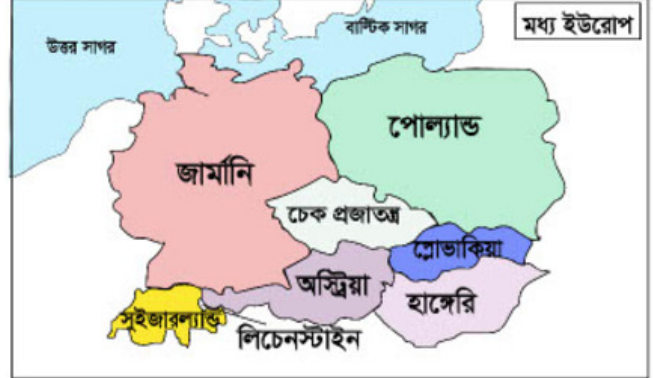 মধ্য ইউরোপ
বাল্টিক সাগর
উত্তর সাগর
পোল্যান্ড
জার্মানি
চেক প্রজাতন্ত্র
স্লোভাকিয়া
অস্ট্রিয়া
হাঙ্গেরি
সুইজারল্যান্ড
লিচেনস্টাইন